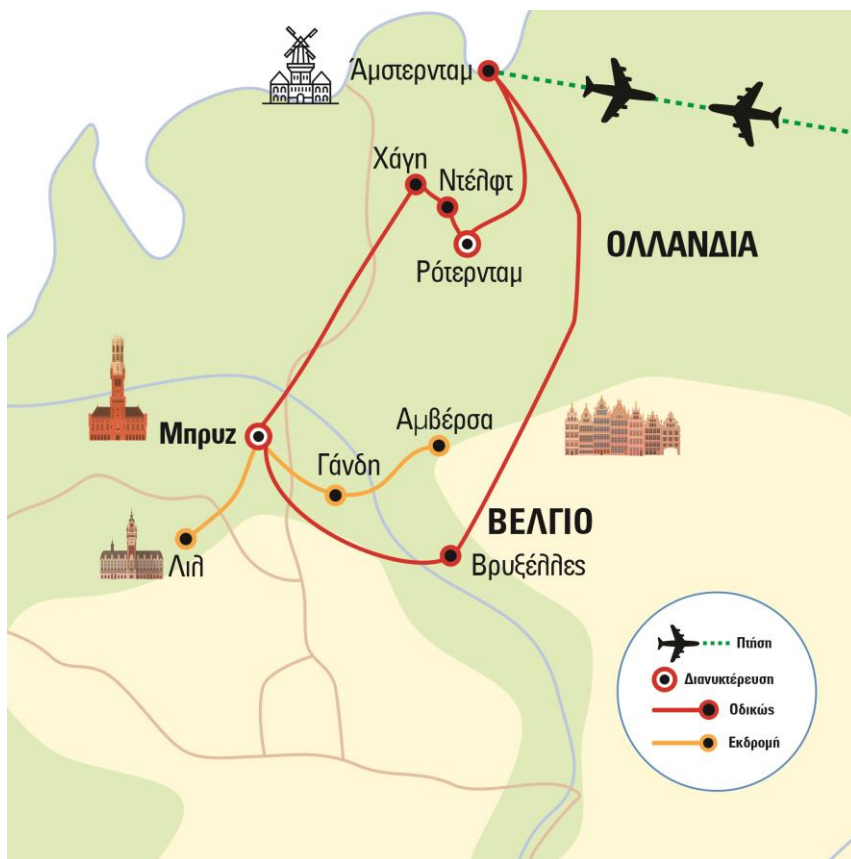 Άμστερνταμ
Χάγη
Ντέλφτ
Ρότερνταμ
ΟΛΛΑΝΔΙΑ
Μπρυζ
Αμβέρσα
Γάνδη
ΒΕΛΓΙΟ
Λιλ
Βρυξέλλες
Πτήση
Διανυκτέρευση
Οδικώς
Εκδρομή